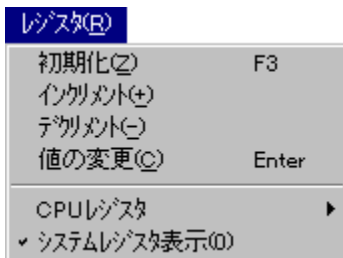 レジスタ(R)
初期化(Z) F3
インクリメント(+)
デクリメント(-)
値の変更(C) Enter
CPUレジスタ
システムレジスタ表示(0)